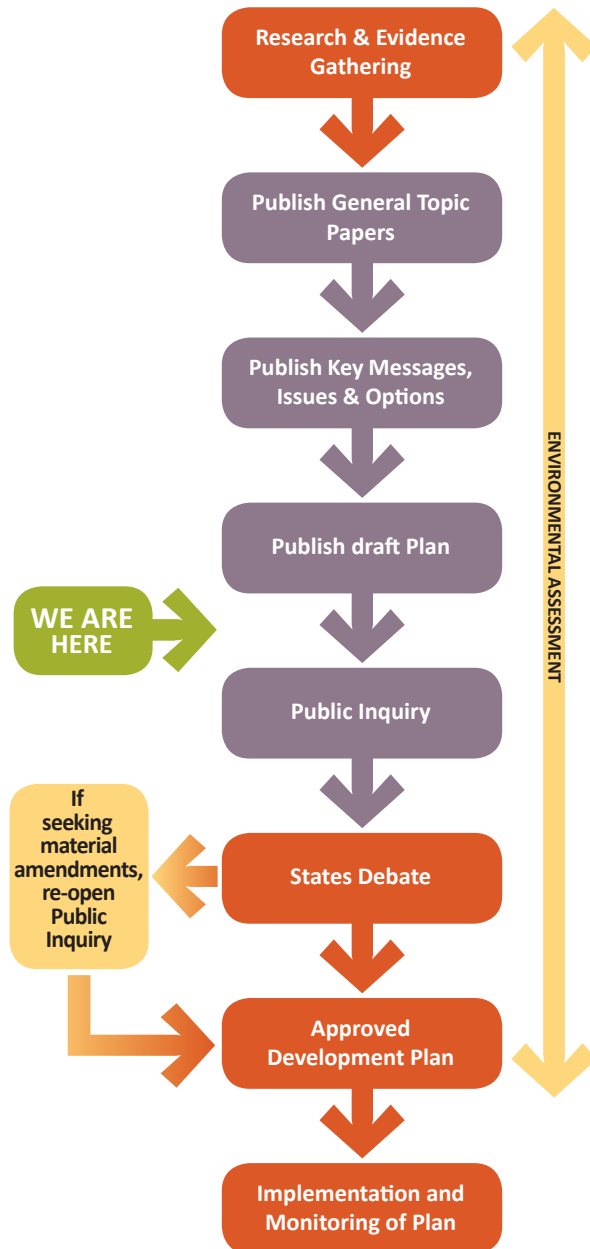 Research & Evidence
Gathering
Publish General Topic
Papers
Publish Key Messages,
Issues & Options
Publish draft Plan
WE ARE
HERE
Public Inquiry
If
seeking
material
amendments,
re-open
Public
Inquiry
States Debate
Approved
Development Plan
Implementation and
Monitoring of Plan
ENVIRONMENTAL ASSESSMENT